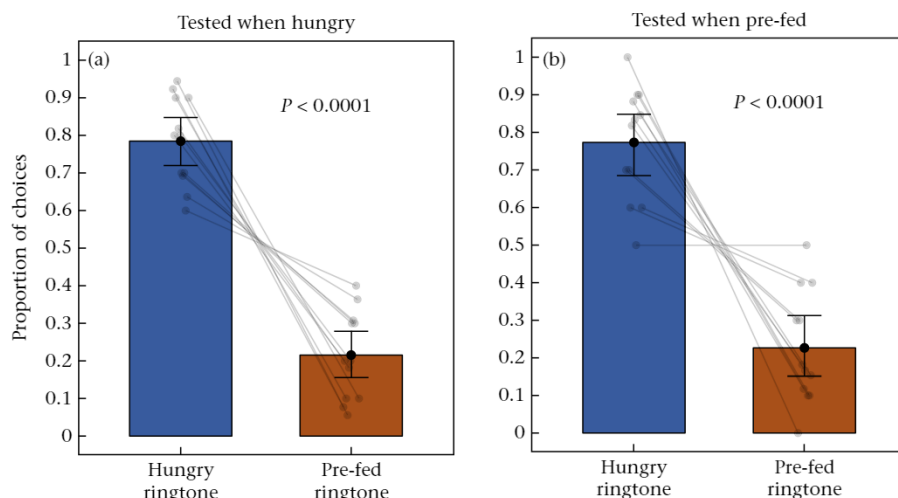 Tested when hungry
(a)
P < 0.0001
Proportion of choices
1
0.9
0.8
0.7
0.6
0.5
0.4
0.3
0.2
0.1
0
Hungry
ringtone
Pre-fed
ringtone
Tested when pre-fed
(b)
P < 0.0001
1
0.9
0.8
0.7
0.6
0.5
0.4
0.3
0.2
0.1
0
Hungry
ringtone
Pre-fed
ringtone